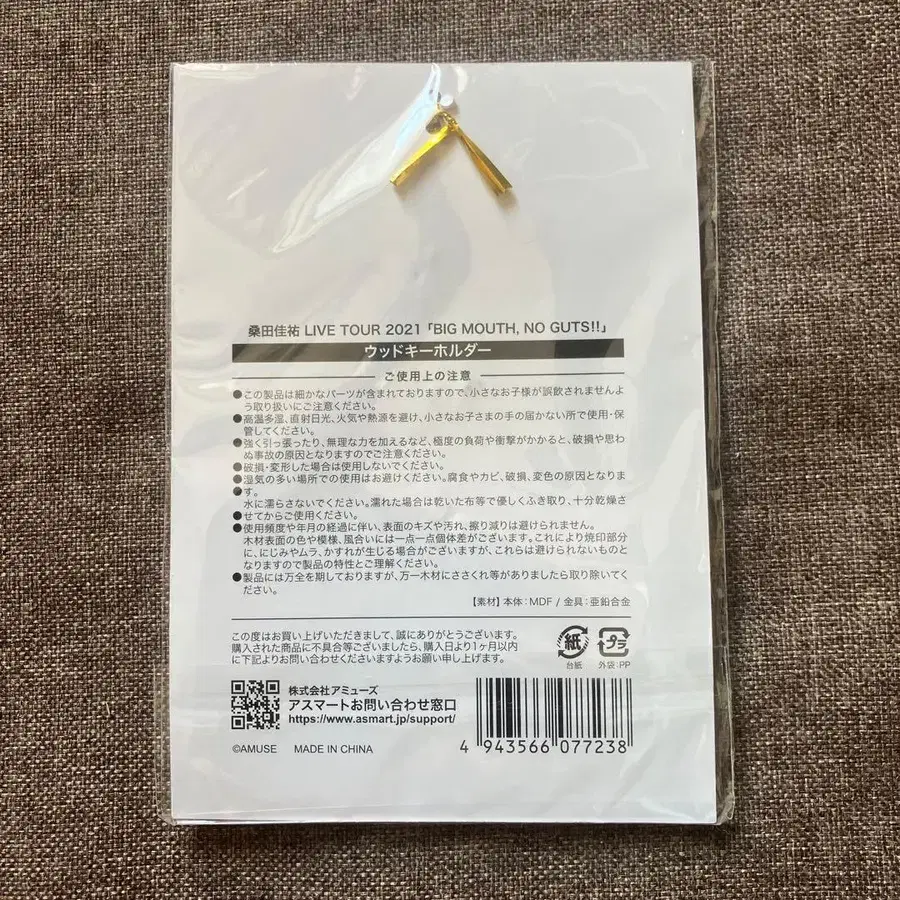 桑田佳祐 LIVE TOUR 2021「BIG MOUTH, NO GUTS!!」
ウッドキーホルダー
ご使用上の注意
●この製品は細かなパーツが含まれておりますので、小さなお子様が誤飲されませんよ
う取り扱いにご注意ください。
●高温多湿、直射日光、火気や熱源を避け、小さなお子さまの手の届かない所で使用・保
管してください。
●強く引っ張ったり、無理な力を加えるなど、極度の負荷や衝撃がかかると、破損や思わ
ぬ事故の原因となりますのでご注意ください。
●破損・変形した場合は使用しないでください。
●湿気の多い場所での使用はお避けください。腐食やカビ、破損、変色の原因となりま
●す。
水に濡らさないでください。濡れた場合は乾いた布等で優しくふき取り、十分乾燥さ
●せてからご使用ください。
●使用頻度や年月の経過に伴い、表面のキズや汚れ、擦り減りは避けられません。
木材表面の色や模様、風合いには一点一点個体差がございます。これにより焼印部分
に、にじみやムラ、かすれが生じる場合がございますが、これらは避けられないものと
なりますので製品の特性とご理解ください。
●製品には万全を期しておりますが、万一木材にささくれ等がありましたら取り除いてく
ださい。
【素材】本体:MDF / 金具:亜鉛合金
この度はお買い上げいただきまして、誠にありがとうございます。
購入された商品に不具合等ございましたら、購入日より1ヶ月以内
に下記よりお問い合わせくださいますようお願い申し上げます。
紙
台紙
プラ
外袋:PP
株式会社アミューズ
アスマートお問い合わせ窓口
https://www.asmart.jp/support/
©AMUSE MADE IN CHINA
4 943566 077238